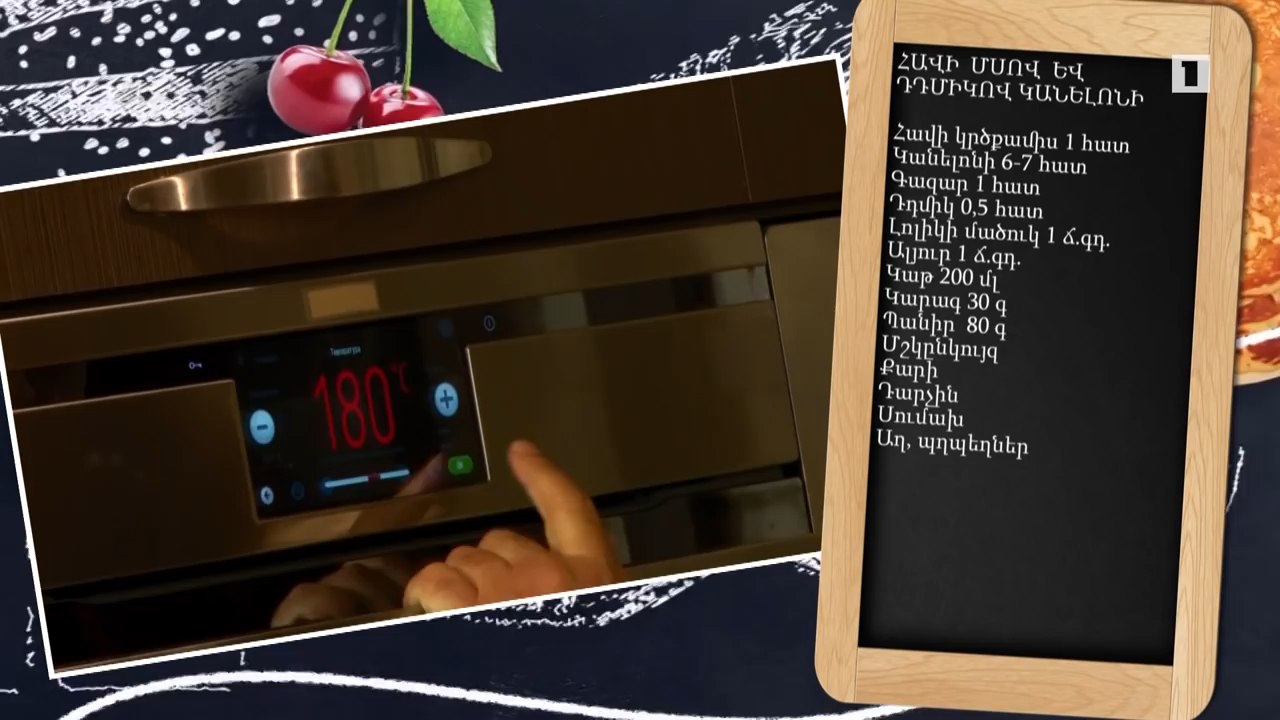 ՀԱՎԻ ՄՍՈՎ ԵՎ
ԴԴՄԻԿՈՎ ԿԱՆԵԼՈՆԻ
1
Հավի կրծքամիս 1 հատ
Կանելոնի 6-7 հատ
Գազար 1 հատ
Դդմիկ 0,5 հատ
Լոլիկի մածուկ 1 ճ.գդ.
Ալյուր 1 ճ.գդ.
Կաթ 200 մլ
Կարագ 30 գ
Պանիր 80 գ
Մշկընկույզ
Քարի
Դարչին
Սումախ
Աղ, պղպեղներ
Температура
180°C